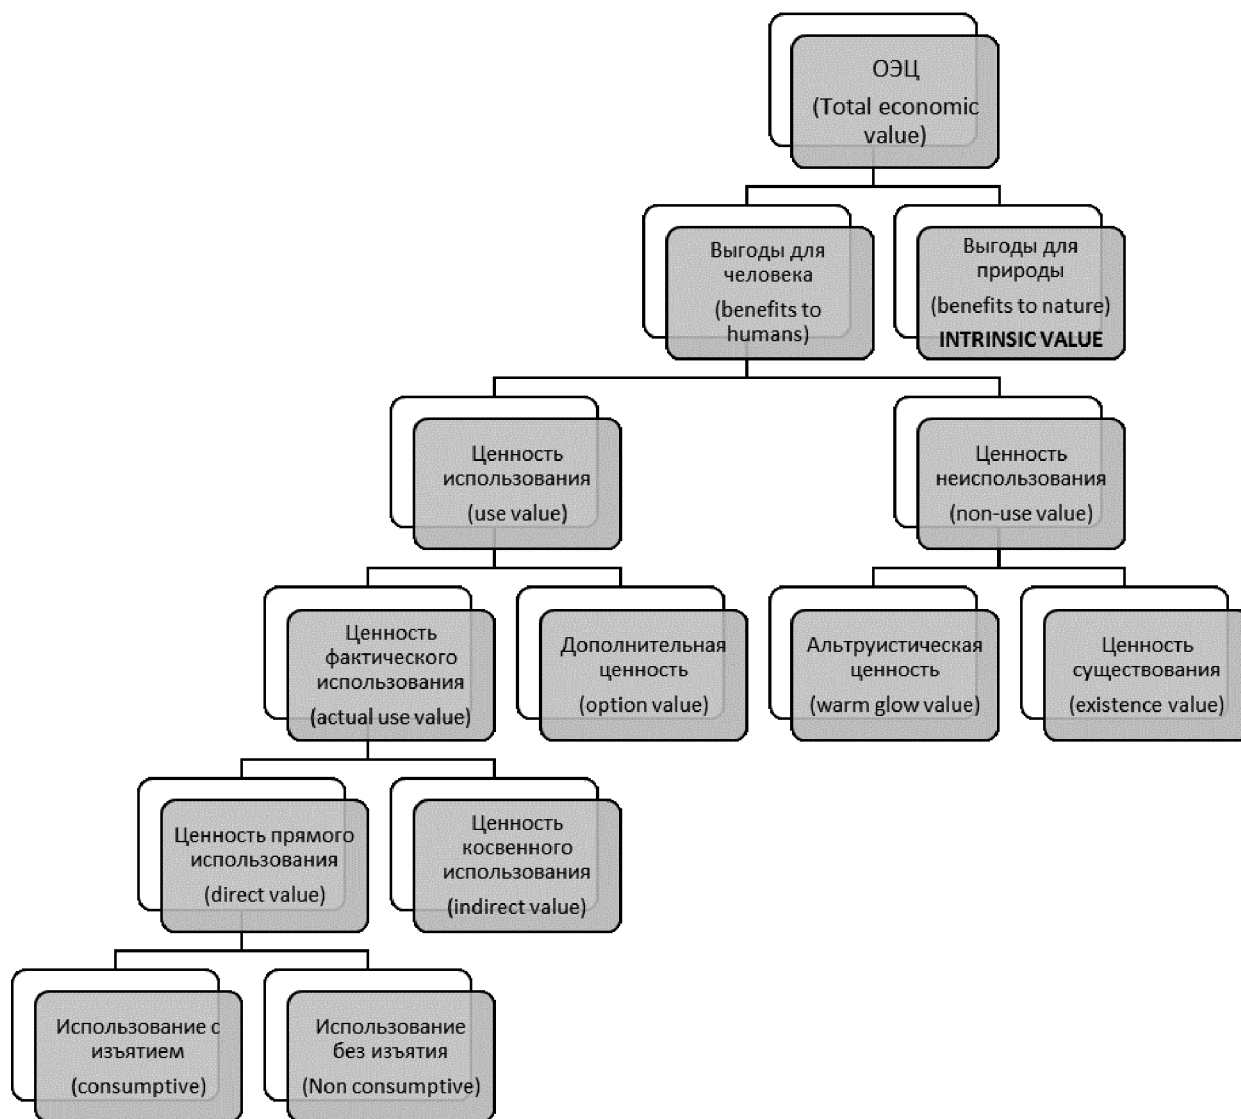 ОЭЦ
(Total economic
value)
Выгоды для
человека
(benefits to
humans)
Выгоды для
природы
(benefits to nature)
INTRINSIC VALUE
Ценность
использования
(use value)
Ценность
неиспользования
(non-use value)
Ценность
фактического
использования
(actual use value)
Дополнительная
ценность
(option value)
Альтруистическая
ценность
(warm glow value)
Ценность
существования
(existence value)
Ценность прямого
использования
(direct value)
Ценность
косвенного
использования
(indirect value)
Использование с
изъятием
(consumptive)
Использование
без изъятия
(Non consumptive)